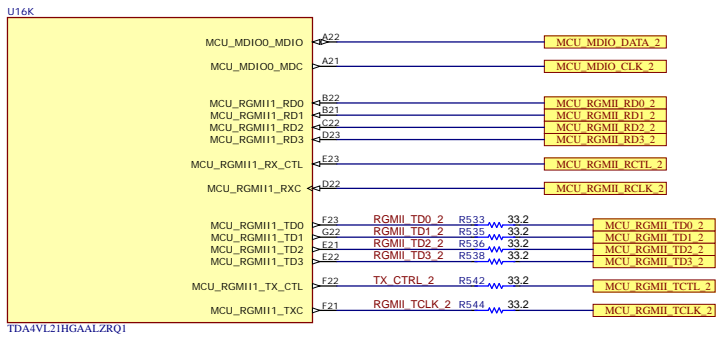 U16K
MCU_MDIO0_MDIO A22 MCU_MDIO_DATA_2
MCU_MDIO0_MDC A21 MCU_MDIO_CLK_2
MCU_RGMII1_RD0 B22 MCU_RGMII_RD0_2
MCU_RGMII1_RD1 B21 MCU_RGMII_RD1_2
MCU_RGMII1_RD2 C22 MCU_RGMII_RD2_2
MCU_RGMII1_RD3 D23 MCU_RGMII_RD3_2
MCU_RGMII1_RX_CTL E23 MCU_RGMII_RCTL_2
MCU_RGMII1_RXC D22 MCU_RGMII_RCLK_2
MCU_RGMII1_TD0 F23 RGMII_TD0_2 R533 33.2 MCU_RGMII_TD0_2
MCU_RGMII1_TD1 G22 RGMII_TD1_2 R535 33.2 MCU_RGMII_TD1_2
MCU_RGMII1_TD2 E21 RGMII_TD2_2 R536 33.2 MCU_RGMII_TD2_2
MCU_RGMII1_TD3 E22 RGMII_TD3_2 R538 33.2 MCU_RGMII_TD3_2
MCU_RGMII1_TX_CTL F22 TX_CTRL_2 R542 33.2 MCU_RGMII_TCTL_2
MCU_RGMII1_TXC F21 RGMII_TCLK_2 R544 33.2 MCU_RGMII_TCLK_2
TDA4VL21HGAALZRQ1